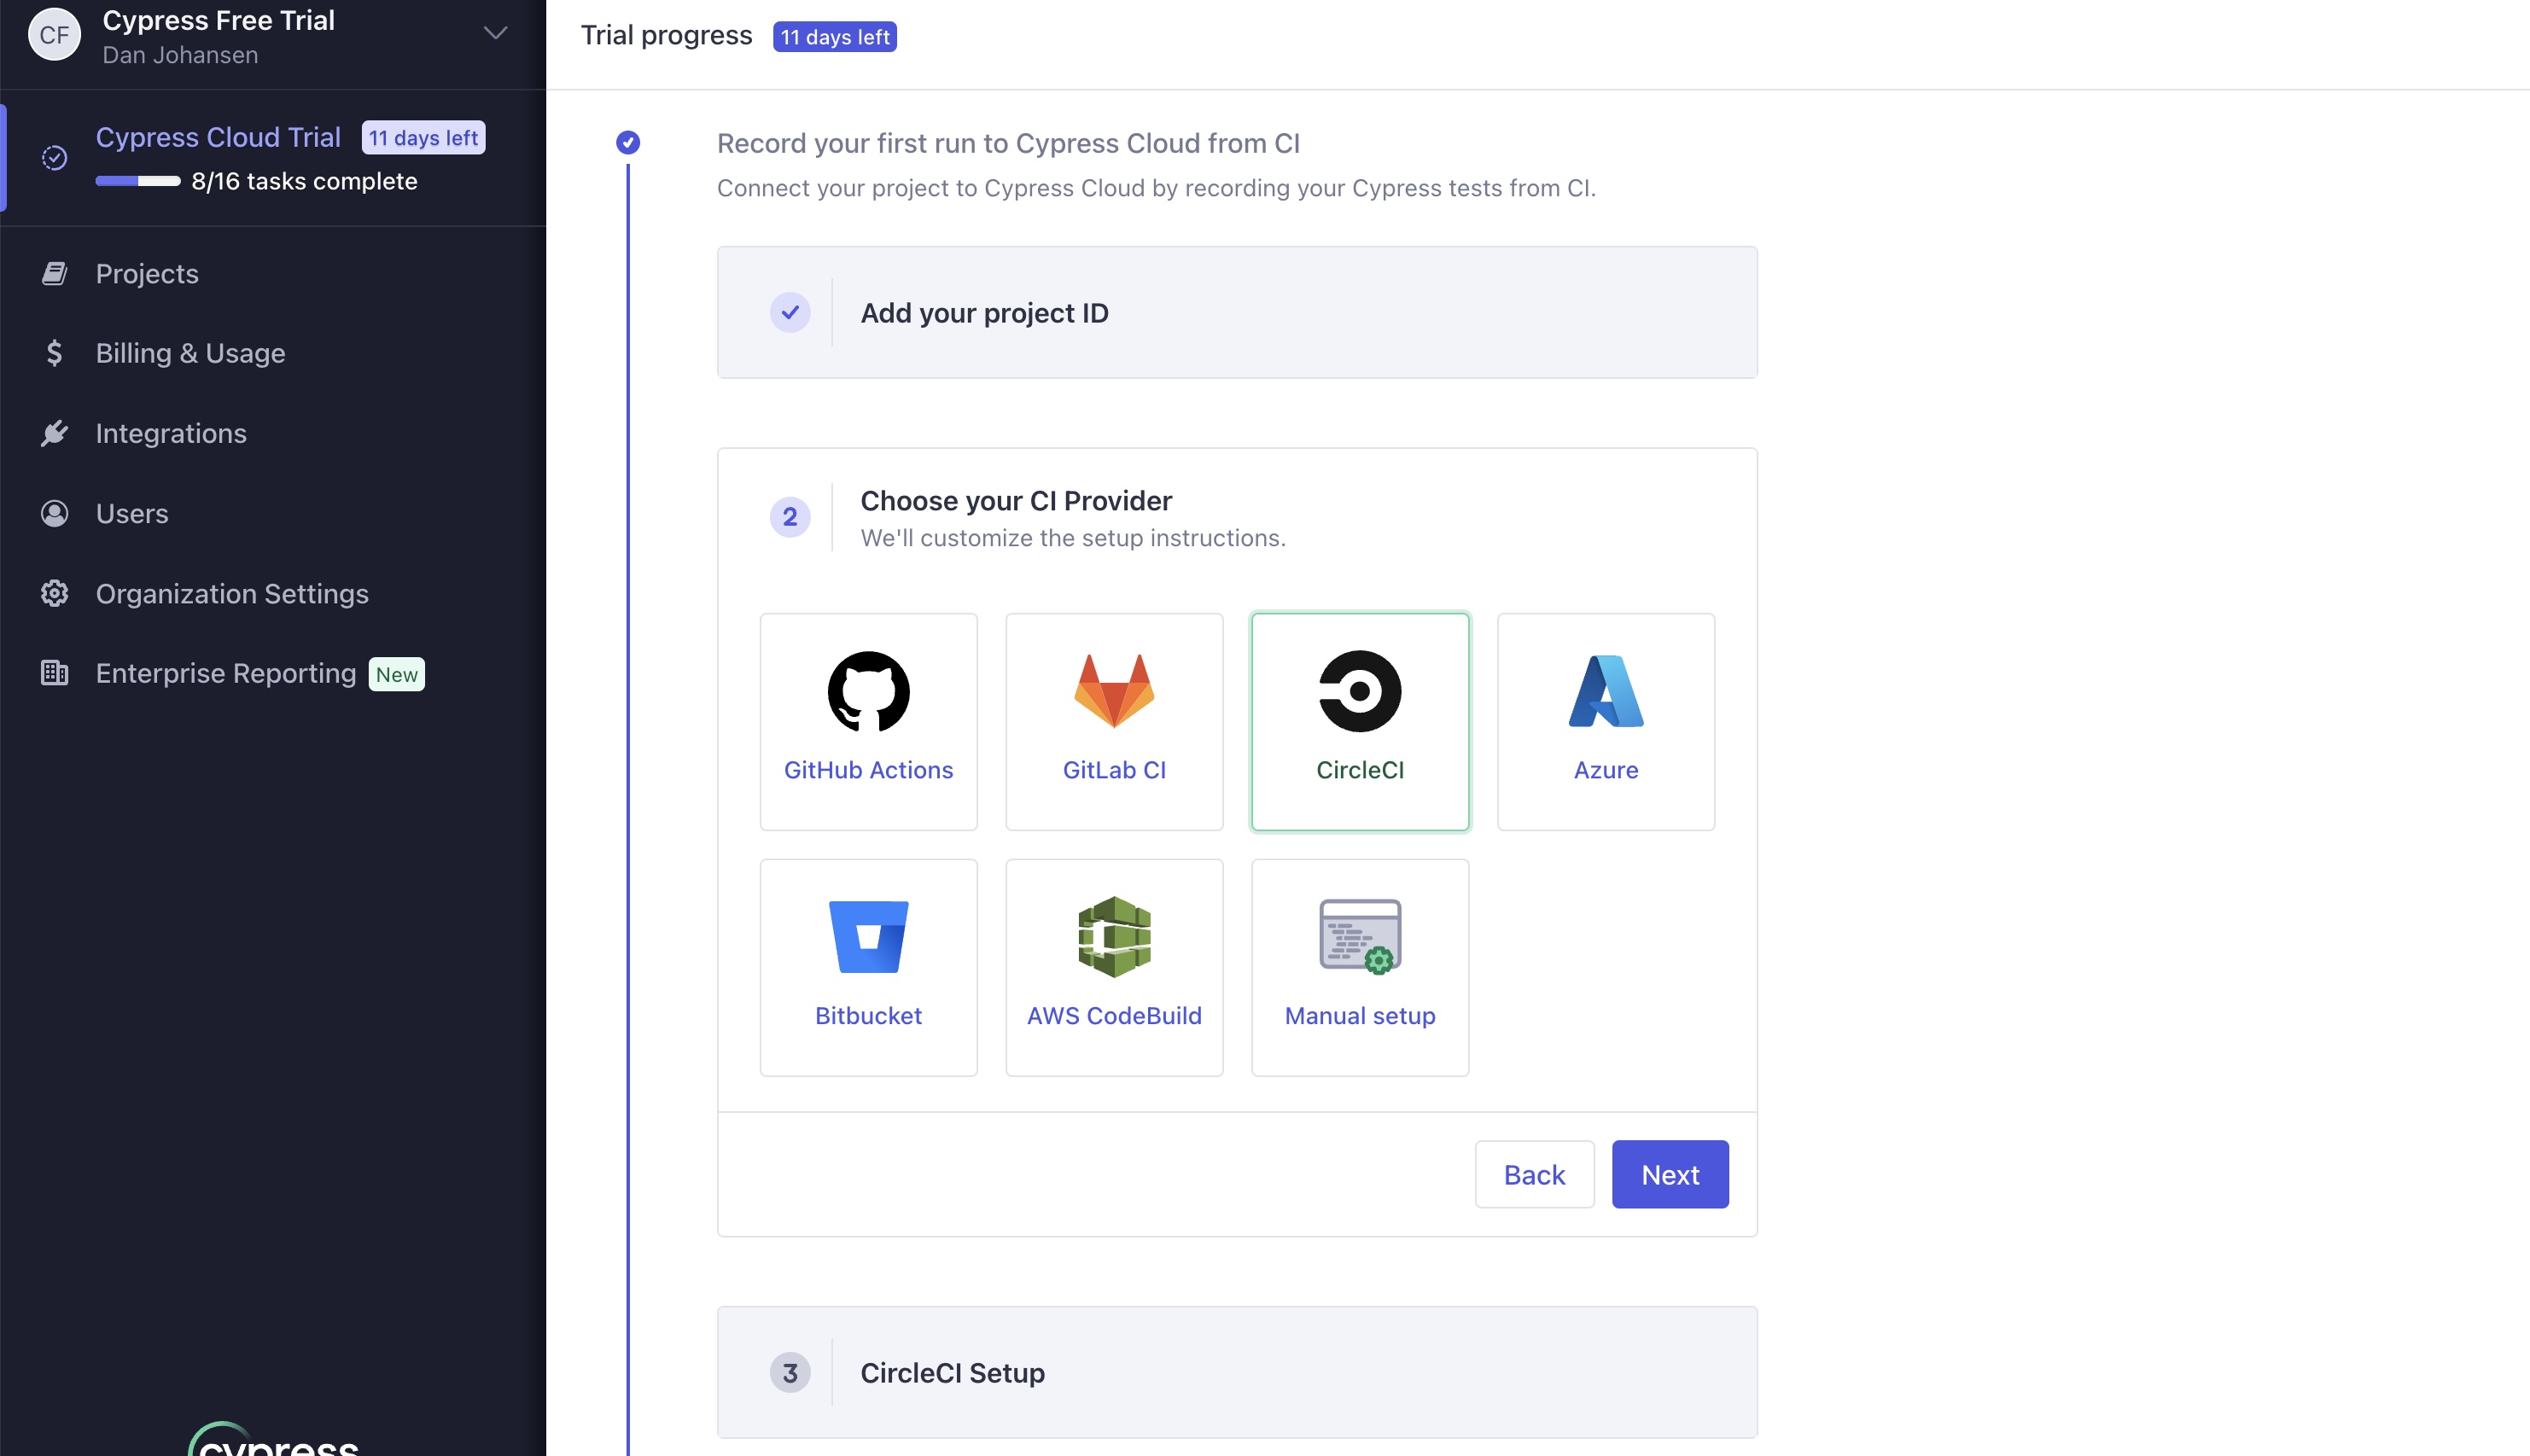 CF
Cypress Free Trial
Dan Johansen
Cypress Cloud Trial 11 days left
8/16 tasks complete
Projects
Billing & Usage
Integrations
Users
Organization Settings
Enterprise Reporting New
cypress
Trial progress 11 days left
Record your first run to Cypress Cloud from CI
Connect your project to Cypress Cloud by recording your Cypress tests from CI.
Add your project ID
2
Choose your CI Provider
We'll customize the setup instructions.
GitHub Actions
GitLab CI
CircleCI
Azure
Bitbucket
AWS CodeBuild
Manual setup
Back
Next
3
CircleCI Setup